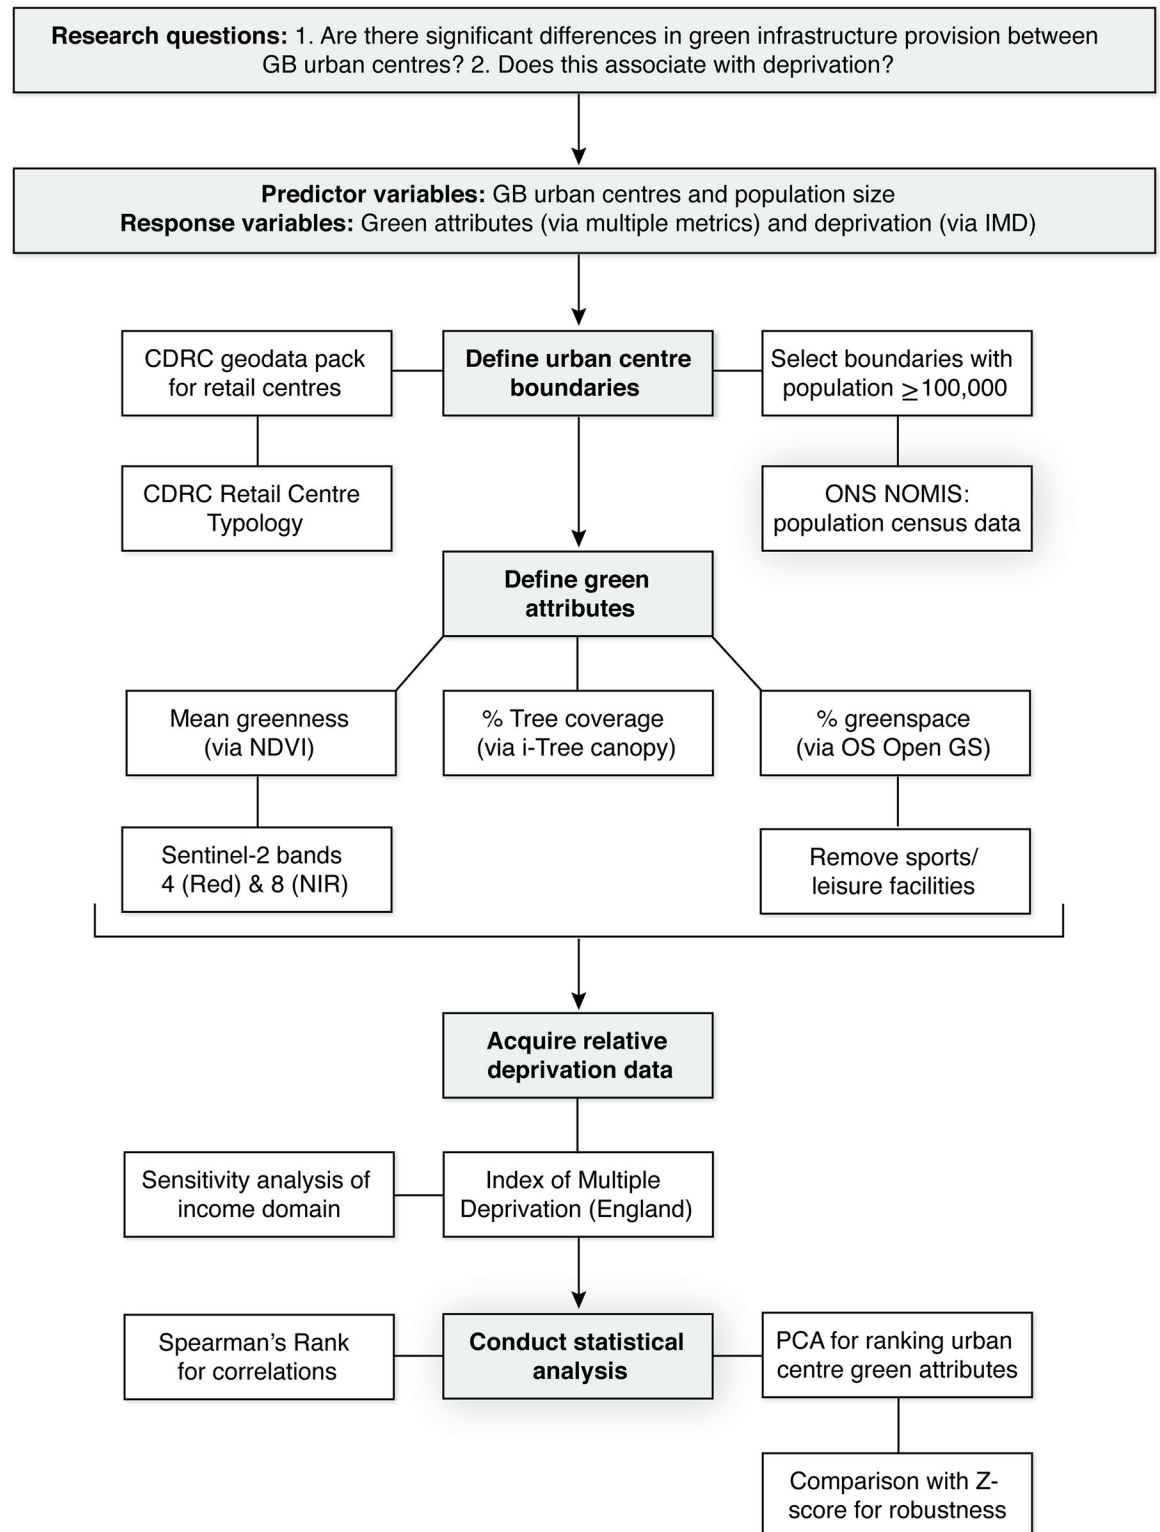 Research questions: 1. Are there significant differences in green infrastructure provision between
GB urban centres? 2. Does this associate with deprivation?
Predictor variables: GB urban centres and population size
Response variables: Green attributes (via multiple metrics) and deprivation (via IMD)
CDRC geodata pack
for retail centres
Define urban centre
boundaries
Select boundaries with
population ≥100,000
CDRC Retail Centre
Typology
ONS NOMIS:
population census data
Define green
attributes
Mean greenness
(via NDVI)
% Tree coverage
(via i-Tree canopy)
% greenspace
(via OS Open GS)
Sentinel-2 bands
4 (Red) & 8 (NIR)
Remove sports/
leisure facilities
Acquire relative
deprivation data
Sensitivity analysis of
income domain
Index of Multiple
Deprivation (England)
Spearman’s Rank
for correlations
Conduct statistical
analysis
PCA for ranking urban
centre green attributes
Comparison with Z-
score for robustness